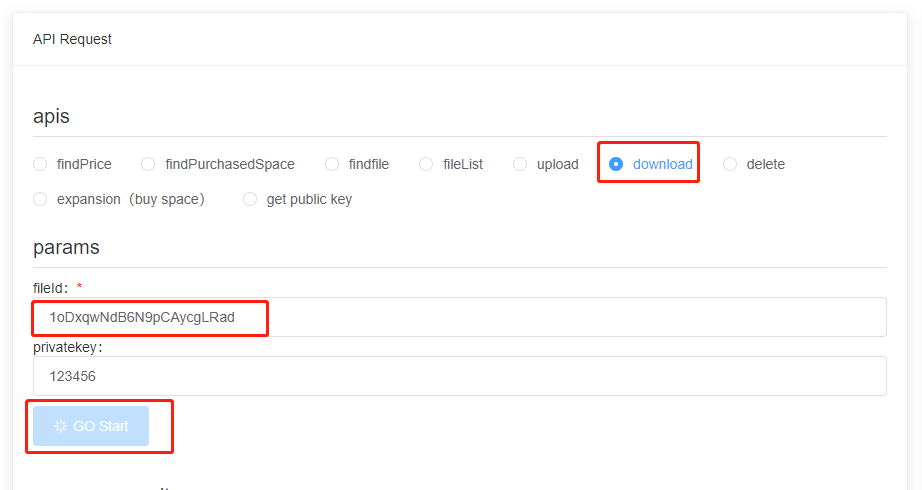 API Request
apis
findPrice findPurchasedSpace findfile fileList upload download delete
expansion（buy space） get public key
params
fileId：*
1oDxqwNdB6N9pCAycgLRad
privatekey：
123456
GO Start